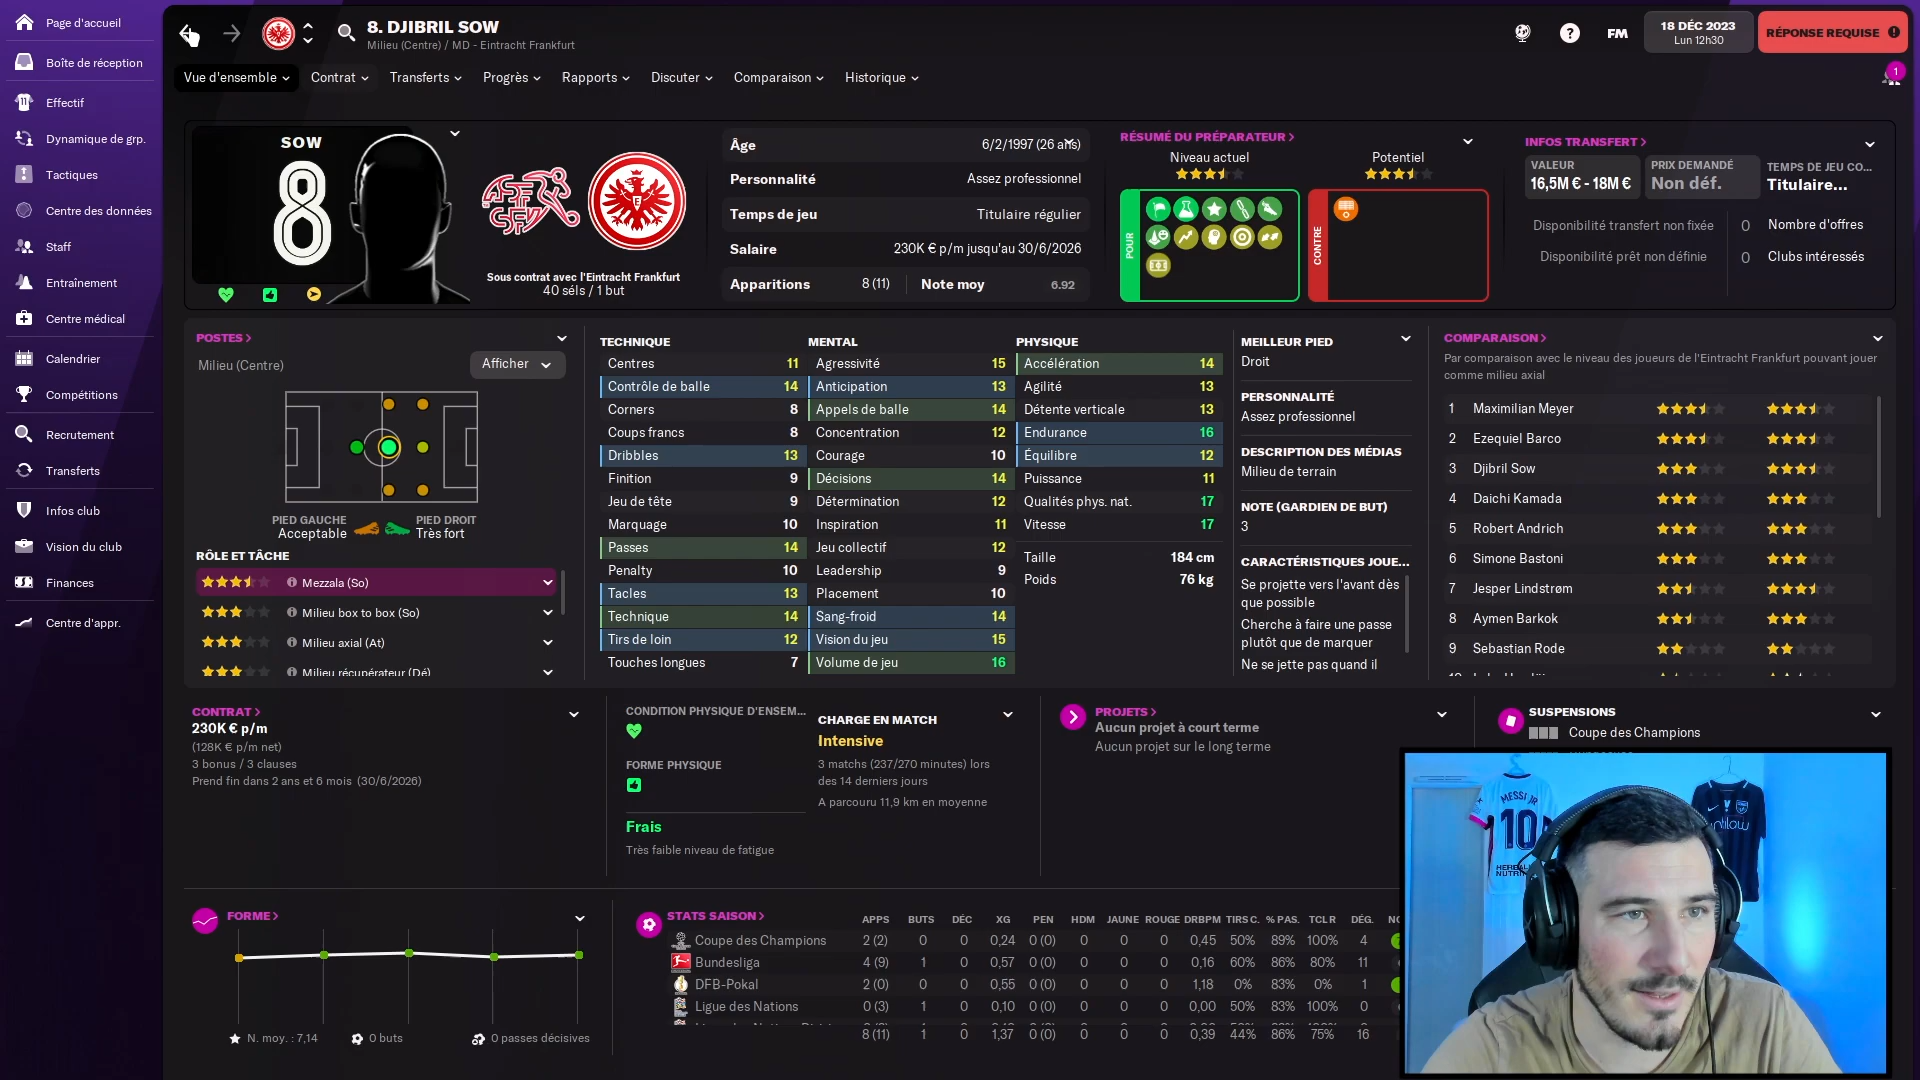 Page d'accueil
Boîte de réception
Effectif
Dynamique de grp.
Tactiques
Centre des données
Staff
Entraînement
Centre médical
Calendrier
Compétitions
Recrutement
Transferts
Infos club
Vision du club
Finances
Centre d'appr.
8. DJIBRIL SOW
Milieu (Centre) / MD - Eintracht Frankfurt
FM
18 DÉC 2023
Lun 12h30
RÉPONSE REQUISE
1
Vue d'ensemble
Contrat
Transferts
Progrès
Rapports
Discuter
Comparaison
Historique
SOW
8
Sous contrat avec l'Eintracht Frankfurt
40 séls / 1 but
Âge 6/2/1997 (26 ans)
Personnalité Assez professionnel
Temps de jeu Titulaire régulier
Salaire 230K € p/m jusqu'au 30/6/2026
Apparitions 8 (11) Note moy 6.92
RÉSUMÉ DU PRÉPARATEUR
Niveau actuel Potentiel
POUR
CONTRE
INFOS TRANSFERT
VALEUR
16,5M € - 18M €
PRIX DEMANDÉ
Non déf.
TEMPS DE JEU CO...
Titulaire...
Disponibilité transfert non fixée 0 Nombre d'offres
Disponibilité prêt non définie 0 Clubs intéressés
POSTES
Milieu (Centre)
Afficher
PIED GAUCHE
Acceptable
PIED DROIT
Très fort
RÔLE ET TÂCHE
Mezzala (So)
Milieu box to box (So)
Milieu axial (At)
Milieu récupérateur (Dé)
TECHNIQUE
Centres 11
Contrôle de balle 14
Corners 8
Coups francs 8
Dribbles 13
Finition 9
Jeu de tête 9
Marquage 10
Passes 14
Penalty 10
Tacles 13
Technique 14
Tirs de loin 12
Touches longues 7
MENTAL
Agressivité 15
Anticipation 13
Appels de balle 14
Concentration 12
Courage 10
Décisions 14
Détermination 12
Inspiration 11
Jeu collectif 12
Leadership 9
Placement 10
Sang-froid 14
Vision du jeu 15
Volume de jeu 16
PHYSIQUE
Accélération 14
Agilité 13
Détente verticale 13
Endurance 16
Équilibre 12
Puissance 11
Qualités phys. nat. 17
Vitesse 17
Taille 184 cm
Poids 76 kg
MEILLEUR PIED
Droit
PERSONNALITÉ
Assez professionnel
DESCRIPTION DES MÉDIAS
Milieu de terrain
NOTE (GARDIEN DE BUT)
3
CARACTÉRISTIQUES JOUE...
Se projette vers l'avant dès
que possible
Cherche à faire une passe
plutôt que de marquer
Ne se jette pas quand il
COMPARAISON
Par comparaison avec le niveau des joueurs de l'Eintracht Frankfurt pouvant jouer
comme milieu axial
1 Maximilian Meyer
2 Ezequiel Barco
3 Djibril Sow
4 Daichi Kamada
5 Robert Andrich
6 Simone Bastoni
7 Jesper Lindstrøm
8 Aymen Barkok
9 Sebastian Rode
CONTRAT
230K € p/m
(128K € p/m net)
3 bonus / 3 clauses
Prend fin dans 2 ans et 6 mois (30/6/2026)
CONDITION PHYSIQUE D'ENSEM...
FORME PHYSIQUE
Frais
Très faible niveau de fatigue
CHARGE EN MATCH
Intensive
3 matchs (237/270 minutes) lors
des 14 derniers jours
A parcouru 11,9 km en moyenne
PROJETS
Aucun projet à court terme
Aucun projet sur le long terme
SUSPENSIONS
Coupe des Champions
FORME
N. moy. : 7,14 0 buts 0 passes décisives
STATS SAISON APPS BUTS DÉC XG PEN HDM JAUNE ROUGE DRBPM TIRS C. % PAS. TCL R DÉG.
Coupe des Champions 2 (2) 0 0 0,24 0 (0) 0 0 0 0,45 50% 89% 100% 4
Bundesliga 4 (9) 1 0 0,57 0 (0) 0 0 0 0,16 60% 86% 80% 11
DFB-Pokal 2 (0) 0 0 0,55 0 (0) 0 0 0 1,18 0% 83% 0% 1
Ligue des Nations 0 (3) 1 0 0,10 0 (0) 0 0 0 0,00 50% 83% 100% 0
8 (11) 1 0 1,37 0 (0) 0 0 0 0,39 44% 86% 75% 16
MESSI JR
10
HERBAL
NUTRI